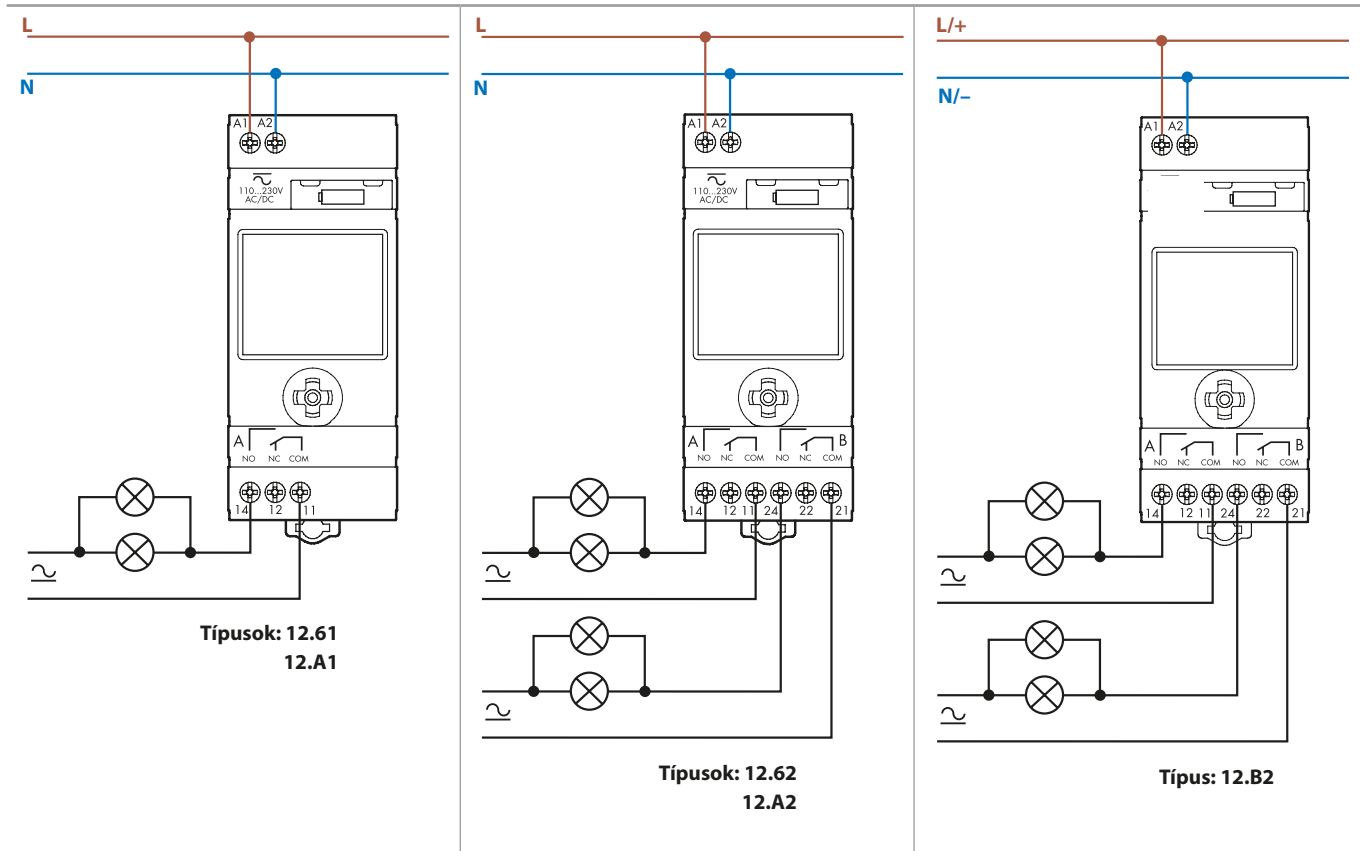 L
N
A1 A2
110...230V
AC/DC
A
NO NC COM
14 12 11
Típusok: 12.61
12.A1
L
N
A1 A2
110...230V
AC/DC
A B
NO NC COM NO NC COM
14 12 11 24 22 21
Típusok: 12.62
12.A2
L/+
N/–
A1 A2
A B
NO NC COM NO NC COM
14 12 11 24 22 21
Típus: 12.B2